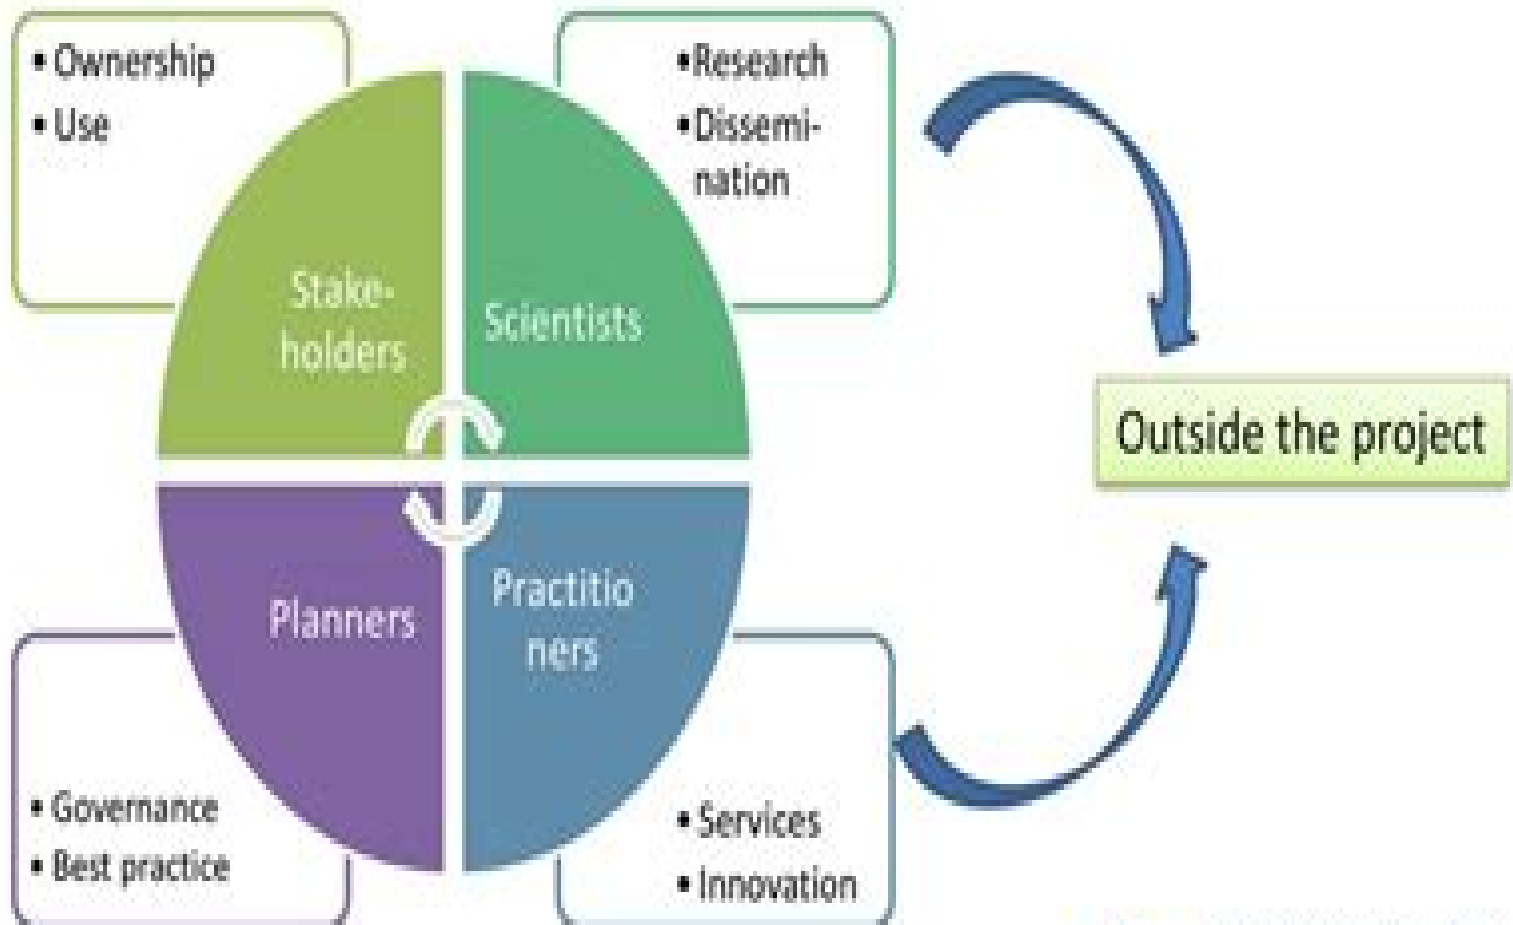 • Ownership
• Use
•Research
•Dissemi-
nation
Stake-
holders
Scientists
Outside the project
Planners
Practitio
ners
• Governance
• Best practice
• Services
• Innovation